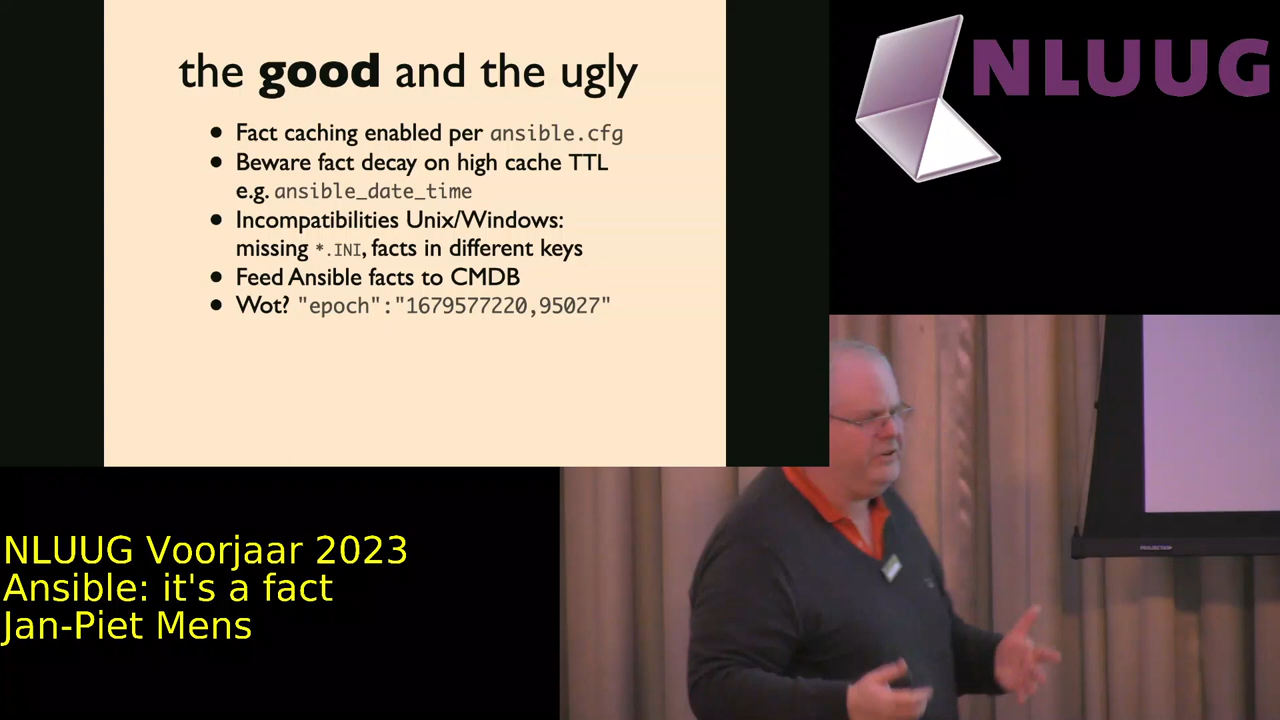 the good and the ugly
• Fact caching enabled per ansible.cfg
• Beware fact decay on high cache TTL
e.g. ansible_date_time
• Incompatibilities Unix/Windows:
missing *.INI, facts in different keys
• Feed Ansible facts to CMDB
• Wot? "epoch":"1679577220,95027"
NLUUG
PROJECTION
NLUUG Voorjaar 2023
Ansible: it's a fact
Jan-Piet Mens